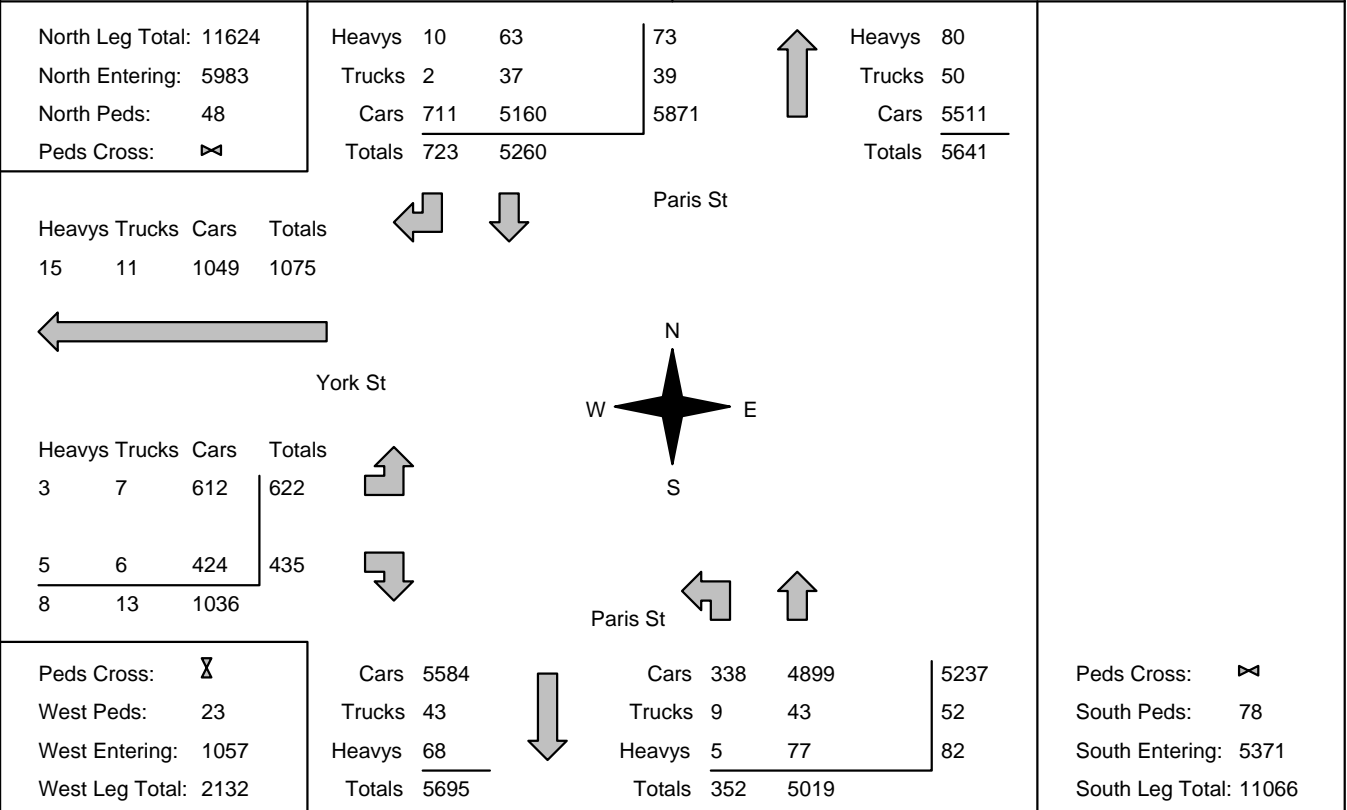 North Leg Total: 11624
North Entering: 5983
North Peds: 48
Peds Cross:
Heavys 10 63 73
Trucks 2 37 39
Cars 711 5160 5871
Totals 723 5260
Heavys 80
Trucks 50
Cars 5511
Totals 5641
Paris St
Heavys Trucks Cars Totals
15 11 1049 1075
York St
N
W E
S
Heavys Trucks Cars Totals
3 7 612 622
5 6 424 435
8 13 1036
Paris St
Peds Cross:
West Peds: 23
West Entering: 1057
West Leg Total: 2132
Cars 5584
Trucks 43
Heavys 68
Totals 5695
Cars 338 4899 5237
Trucks 9 43 52
Heavys 5 77 82
Totals 352 5019
Peds Cross:
South Peds: 78
South Entering: 5371
South Leg Total: 11066